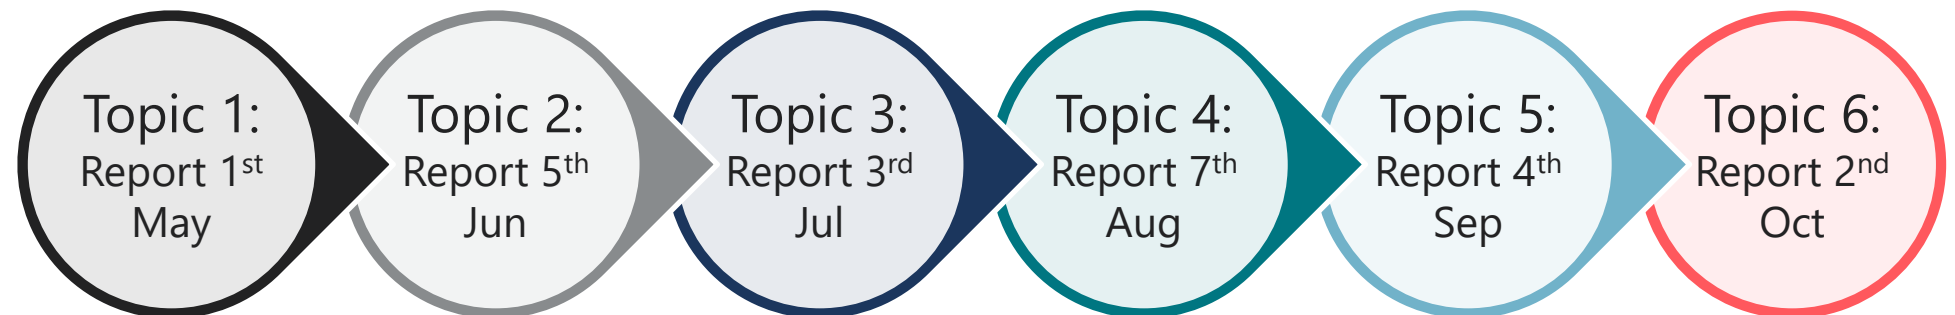 Topic 1:
Report 1st
May
Topic 2:
Report 5th
Jun
Topic 3:
Report 3rd
Jul
Topic 4:
Report 7th
Aug
Topic 5:
Report 4th
Sep
Topic 6:
Report 2nd
Oct